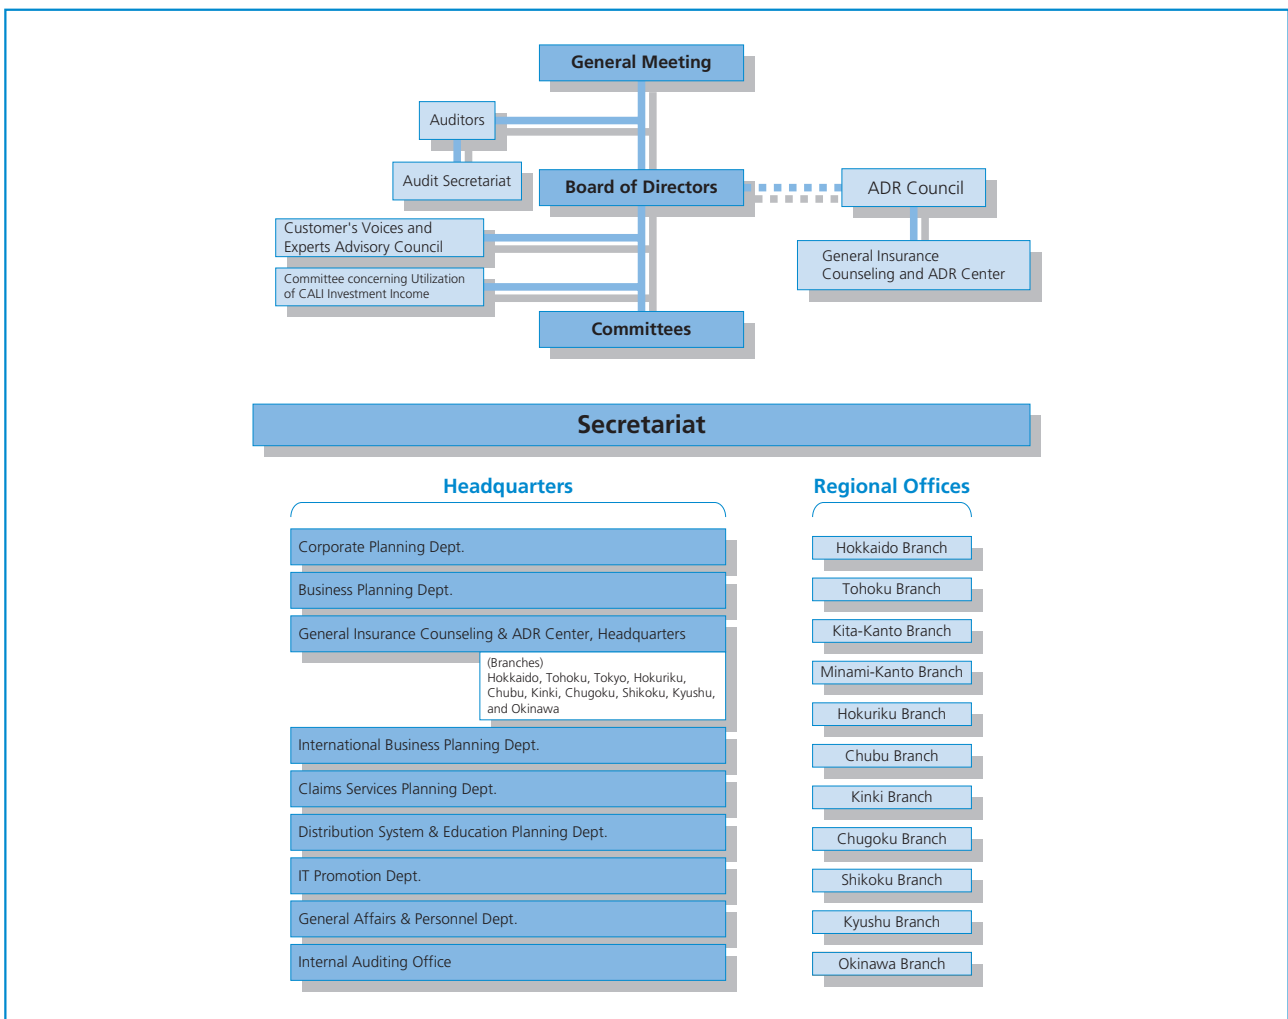 General Meeting
Auditors
Audit Secretariat
Board of Directors
ADR Council
Customer's Voices and
Experts Advisory Council
General Insurance
Counseling and ADR Center
Committee concerning Utilization
of CALI Investment Income
Committees
Secretariat
Headquarters
Corporate Planning Dept.
Business Planning Dept.
General Insurance Counseling & ADR Center, Headquarters
(Branches)
Hokkaido, Tohoku, Tokyo, Hokuriku,
Chubu, Kinki, Chugoku, Shikoku, Kyushu,
and Okinawa
International Business Planning Dept.
Claims Services Planning Dept.
Distribution System & Education Planning Dept.
IT Promotion Dept.
General Affairs & Personnel Dept.
Internal Auditing Office
Regional Offices
Hokkaido Branch
Tohoku Branch
Kita-Kanto Branch
Minami-Kanto Branch
Hokuriku Branch
Chubu Branch
Kinki Branch
Chugoku Branch
Shikoku Branch
Kyushu Branch
Okinawa Branch